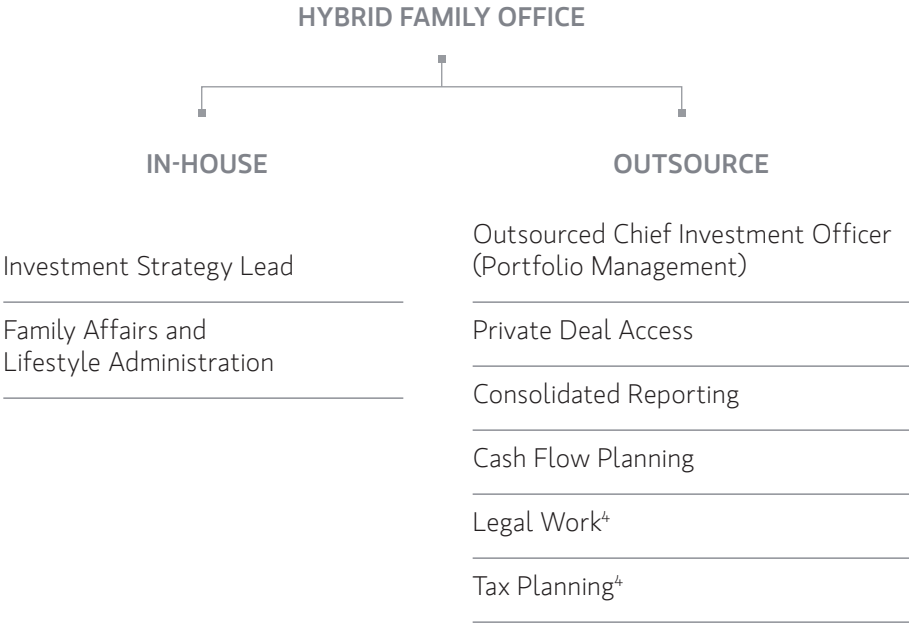 HYBRID FAMILY OFFICE
IN-HOUSE
Investment Strategy Lead
Family Affairs and
Lifestyle Administration
OUTSOURCE
Outsourced Chief Investment Officer
(Portfolio Management)
Private Deal Access
Consolidated Reporting
Cash Flow Planning
Legal Work⁴
Tax Planning⁴